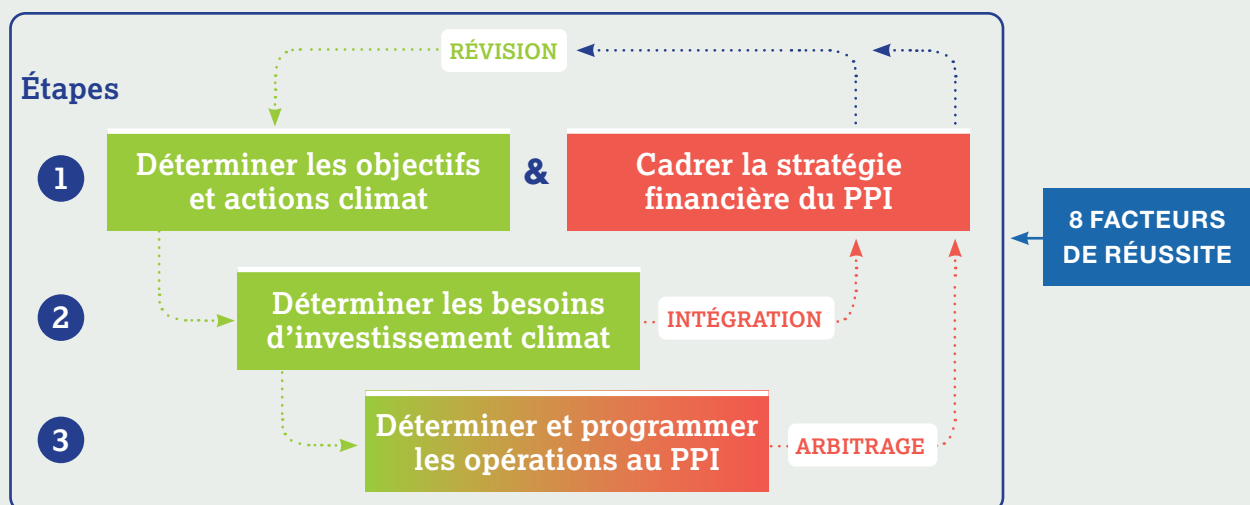 RÉVISION
Étapes
1
Déterminer les objectifs
et actions climat
&
Cadrer la stratégie
financière du PPI
8 FACTEURS
DE RÉUSSITE
2
Déterminer les besoins
d’investissement climat
INTÉGRATION
3
Déterminer et programmer
les opérations au PPI
ARBITRAGE